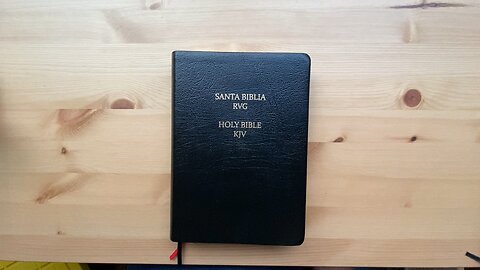 SANTA BIBLIA
RVG
HOLY BIBLE
KJV